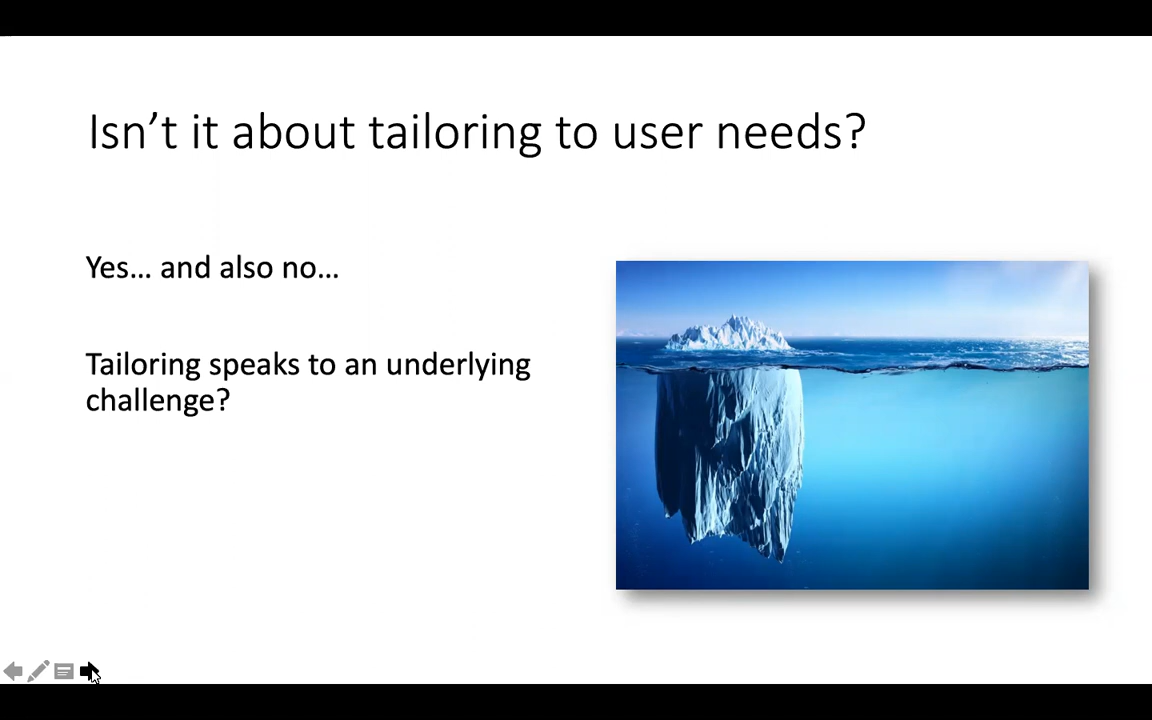 Isn’t it about tailoring to user needs?
Yes… and also no…
Tailoring speaks to an underlying
challenge?